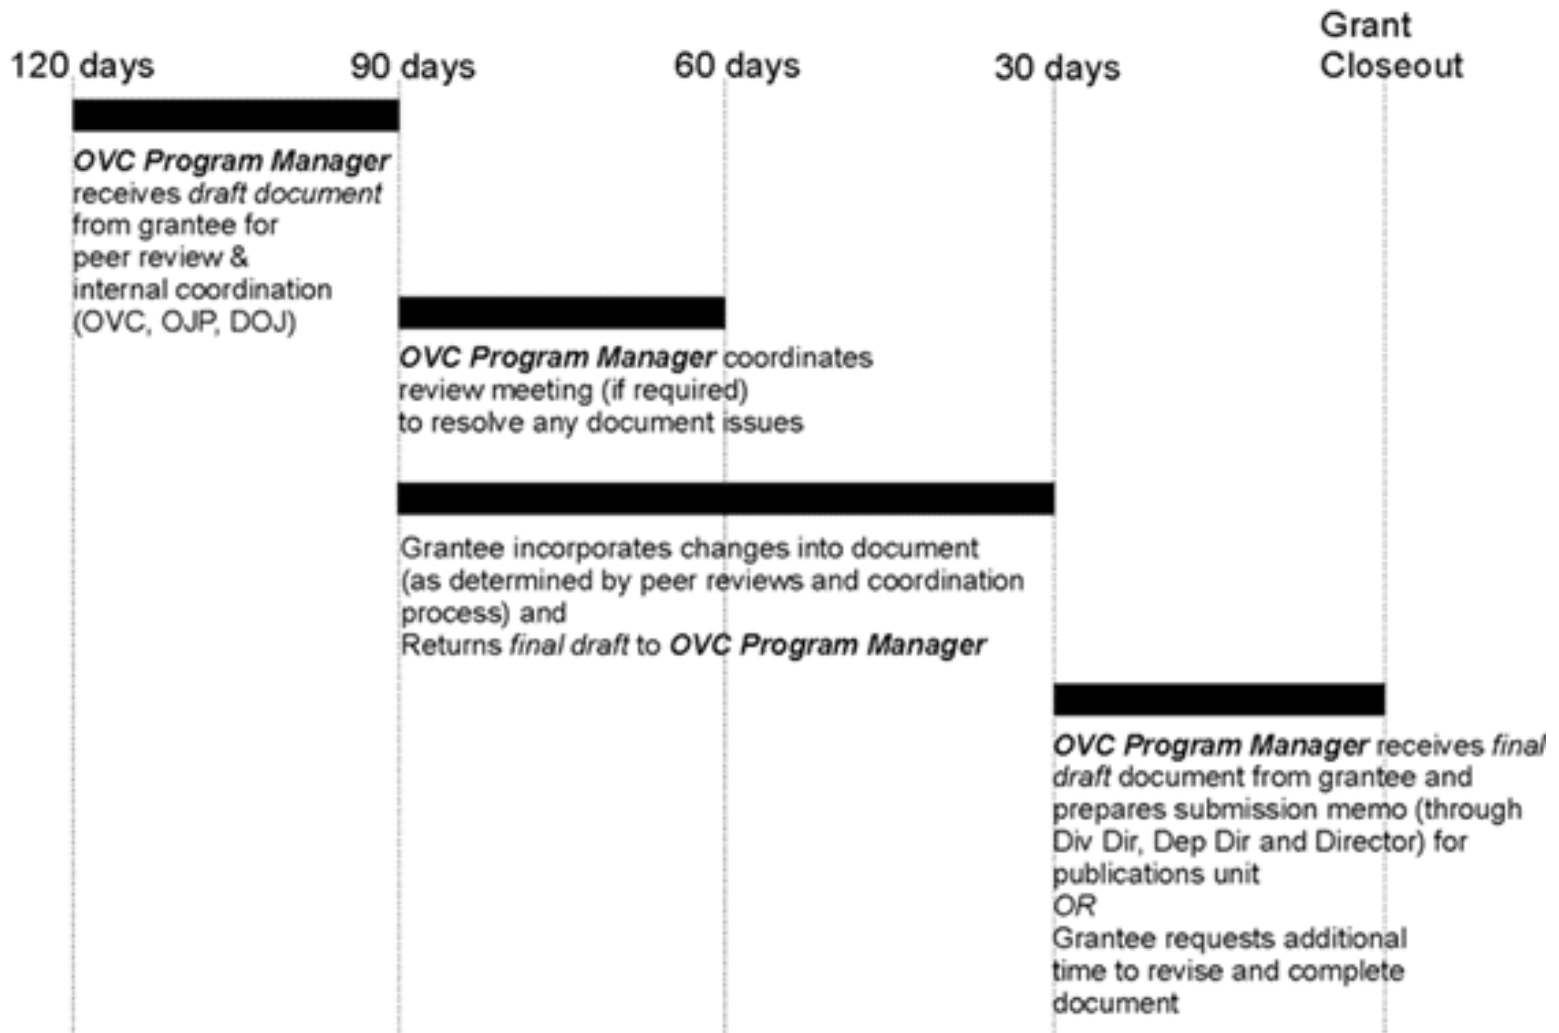 120 days
90 days
60 days
30 days
Grant
Closeout
OVC Program Manager
receives draft document
from grantee for
peer review &
internal coordination
(OVC, OJP, DOJ)
OVC Program Manager coordinates
review meeting (if required)
to resolve any document issues
Grantee incorporates changes into document
(as determined by peer reviews and coordination
process) and
Returns final draft to OVC Program Manager
OVC Program Manager receives final
draft document from grantee and
prepares submission memo (through
Div Dir, Dep Dir and Director) for
publications unit
OR
Grantee requests additional
time to revise and complete
document